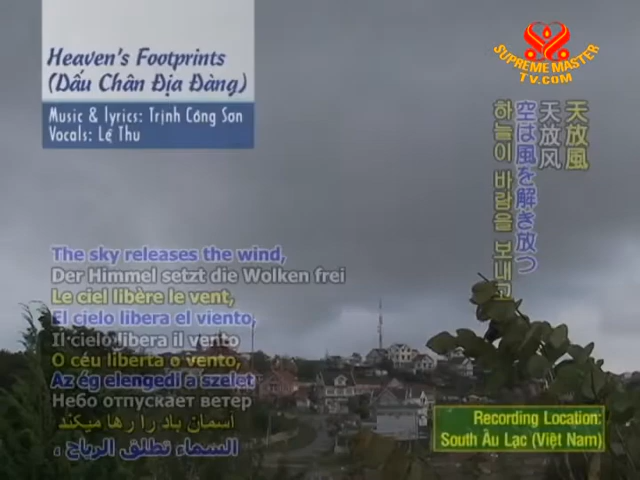 Heaven's Footprints
(Dấu Chân Địa Đàng)
Music & lyrics: Trịnh Công Sơn
Vocals: Lệ Thu
SUPREME MASTER
TV.COM
天放風
天放风
空は風を解き放つ
하늘이 바람을 보내고
The sky releases the wind,
Der Himmel setzt die Wolken frei
Le ciel libère le vent,
El cielo libera el viento,
Il cielo libera il vento
O céu liberta o vento,
Az ég elengedi a szelet
Небо отпускает ветер
آسمان باد را رها میکند
السماء تطلق الرياح ،
Recording Location:
South Âu Lạc (Việt Nam)